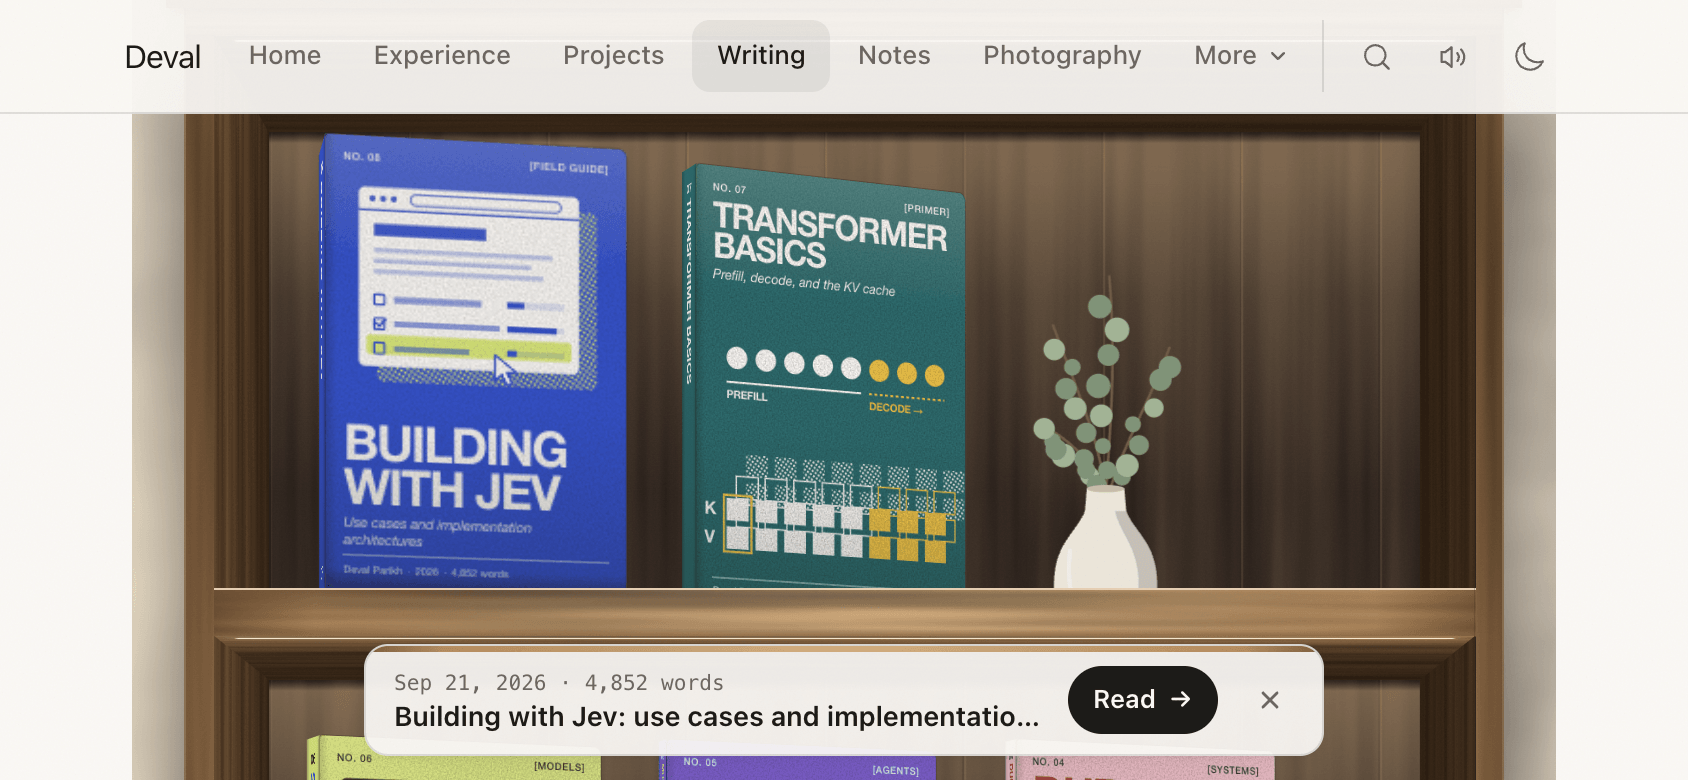 Deval Home Experience Projects Writing Notes Photography More
NO. 08
[FIELD GUIDE]
BUILDING
WITH JEV
Use cases and implementation
architectures
Deval Parikh · 2026 · 4,852 words
NO. 07
[PRIMER]
TRANSFORMER
BASICS
Prefill, decode, and the KV cache
PREFILL
DECODE →
K
V
TRANSFORMER BASICS
Sep 21, 2026 · 4,852 words
Building with Jev: use cases and implementatio...
Read →
NO. 06
[MODELS]
NO. 05
[AGENTS]
NO. 04
[SYSTEMS]